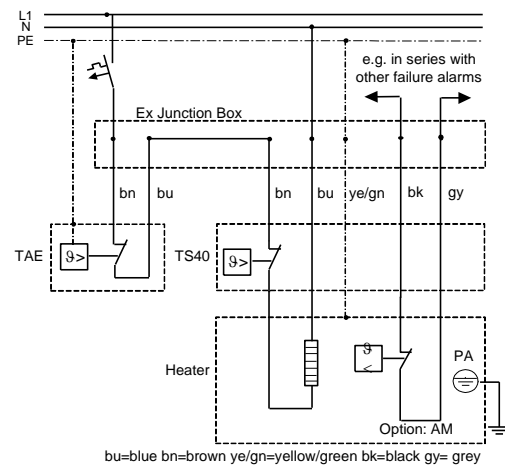 L1
N
PE
e.g. in series with
other failure alarms
Ex Junction Box
bn bu bn bu ye/gn bk gy
TAE ϑ> TS40 ϑ>
ϑ
<
PA
Heater
Option: AM
bu=blue bn=brown ye/gn=yellow/green bk=black gy= grey